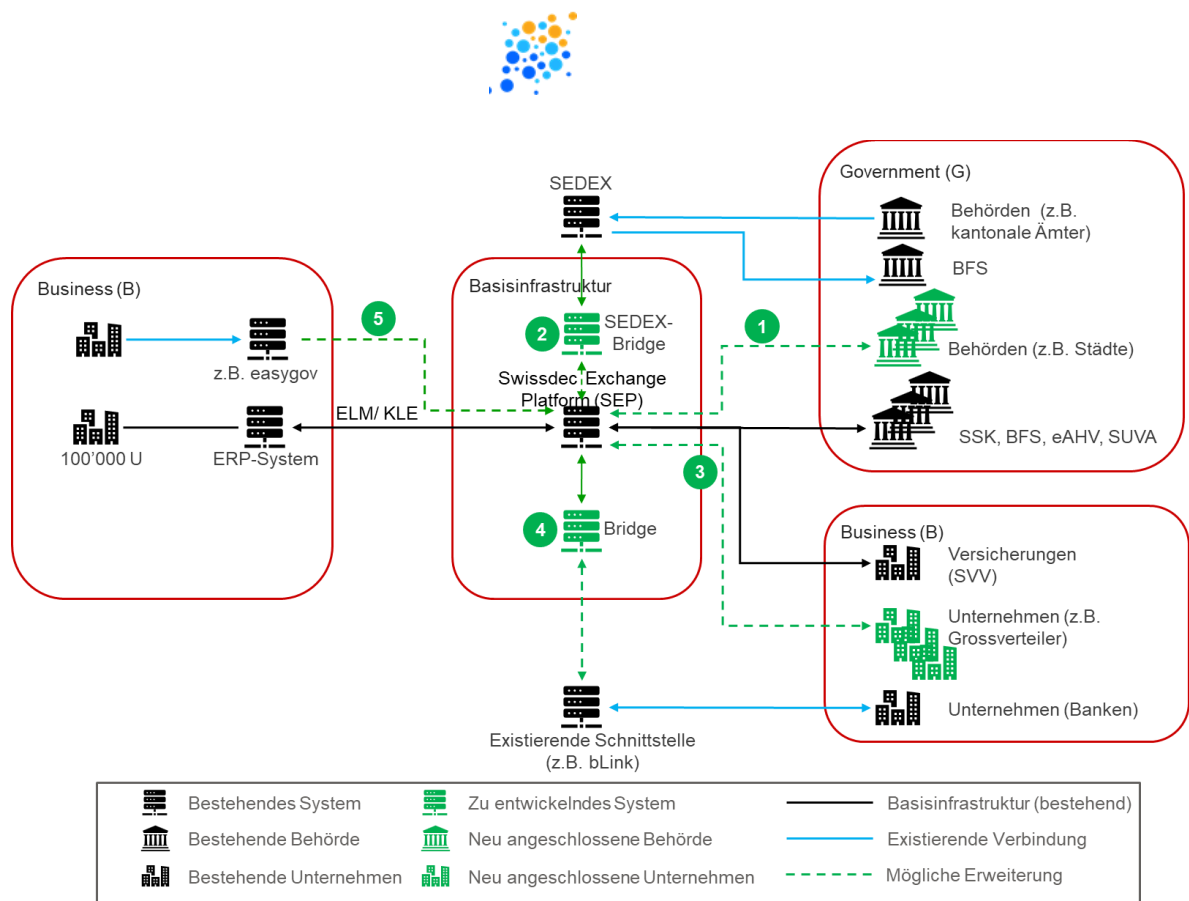 SEDEX
Government (G)
Behörden (z.B.
kantonale Ämter)
BFS
Business (B)
Basisinfrastruktur
5
2
SEDEX-
Bridge
1
Behörden (z.B. Städte)
z.B. easygov
Swissdec Exchange
Platform (SEP)
ELM/ KLE
100'000 U
ERP-System
SSK, BFS, eAHV, SUVA
3
4
Bridge
Business (B)
Versicherungen
(SVV)
Unternehmen (z.B.
Grossverteiler)
Unternehmen (Banken)
Existierende Schnittstelle
(z.B. bLink)
Bestehendes System
Zu entwickelndes System
Basisinfrastruktur (bestehend)
Bestehende Behörde
Neu angeschlossene Behörde
Existierende Verbindung
Bestehende Unternehmen
Neu angeschlossene Unternehmen
Mögliche Erweiterung